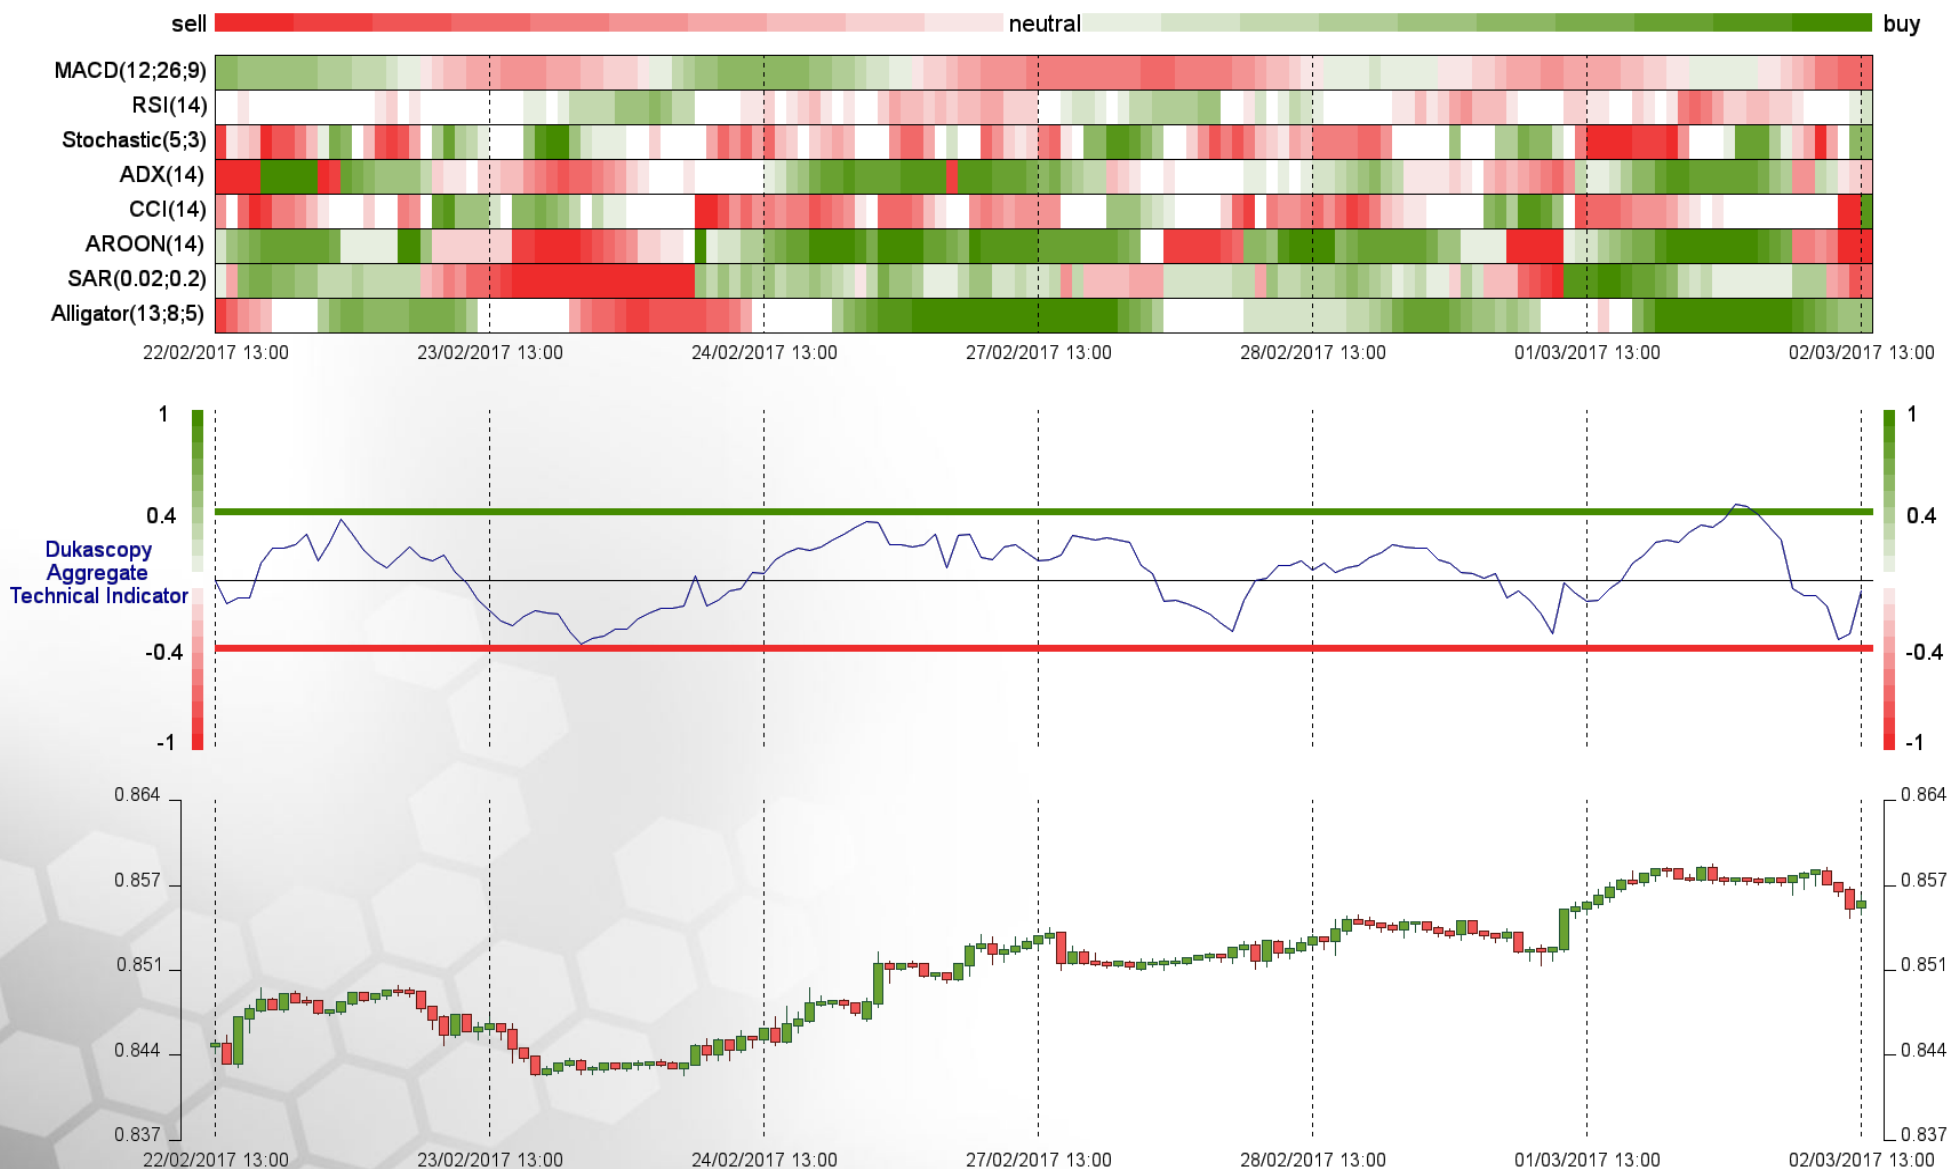 sell neutral buy
MACD(12;26;9)
RSI(14)
Stochastic(5;3)
ADX(14)
CCI(14)
AROON(14)
SAR(0.02;0.2)
Alligator(13;8;5)
22/02/2017 13:00 23/02/2017 13:00 24/02/2017 13:00 27/02/2017 13:00 28/02/2017 13:00 01/03/2017 13:00 02/03/2017 13:00
1 1
0.4 0.4
Dukascopy
Aggregate
Technical Indicator
-0.4 -0.4
-1 -1
0.864 0.864
0.857 0.857
0.851 0.851
0.844 0.844
0.837 0.837
22/02/2017 13:00 23/02/2017 13:00 24/02/2017 13:00 27/02/2017 13:00 28/02/2017 13:00 01/03/2017 13:00 02/03/2017 13:00